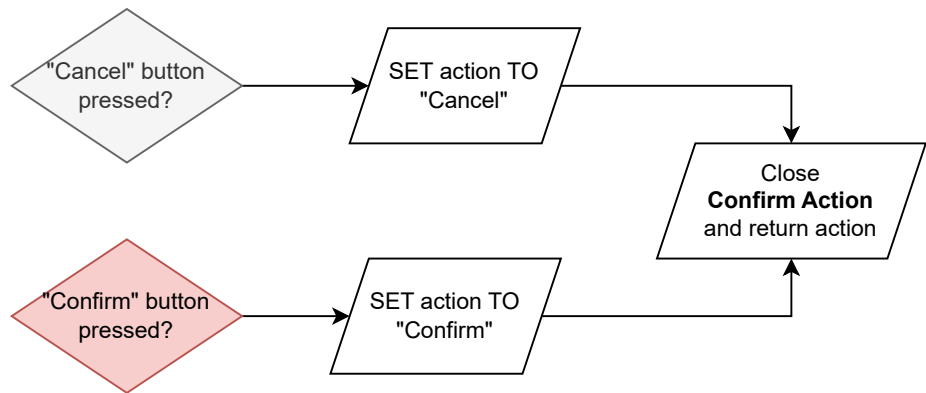 "Cancel" button
pressed?
SET action TO
"Cancel"
Close
Confirm Action
and return action
"Confirm" button
pressed?
SET action TO
"Confirm"